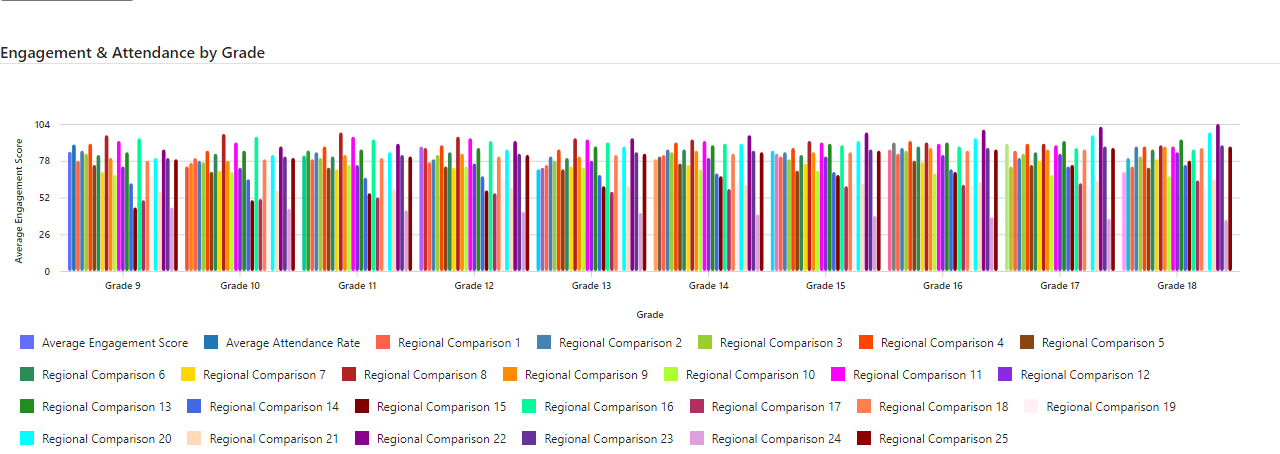 Engagement & Attendance by Grade
Average Engagement Score
104
78
52
26
0
Grade 9 Grade 10 Grade 11 Grade 12 Grade 13 Grade 14 Grade 15 Grade 16 Grade 17 Grade 18
Grade
Average Engagement Score Average Attendance Rate Regional Comparison 1 Regional Comparison 2 Regional Comparison 3 Regional Comparison 4 Regional Comparison 5
Regional Comparison 6 Regional Comparison 7 Regional Comparison 8 Regional Comparison 9 Regional Comparison 10 Regional Comparison 11 Regional Comparison 12
Regional Comparison 13 Regional Comparison 14 Regional Comparison 15 Regional Comparison 16 Regional Comparison 17 Regional Comparison 18 Regional Comparison 19
Regional Comparison 20 Regional Comparison 21 Regional Comparison 22 Regional Comparison 23 Regional Comparison 24 Regional Comparison 25